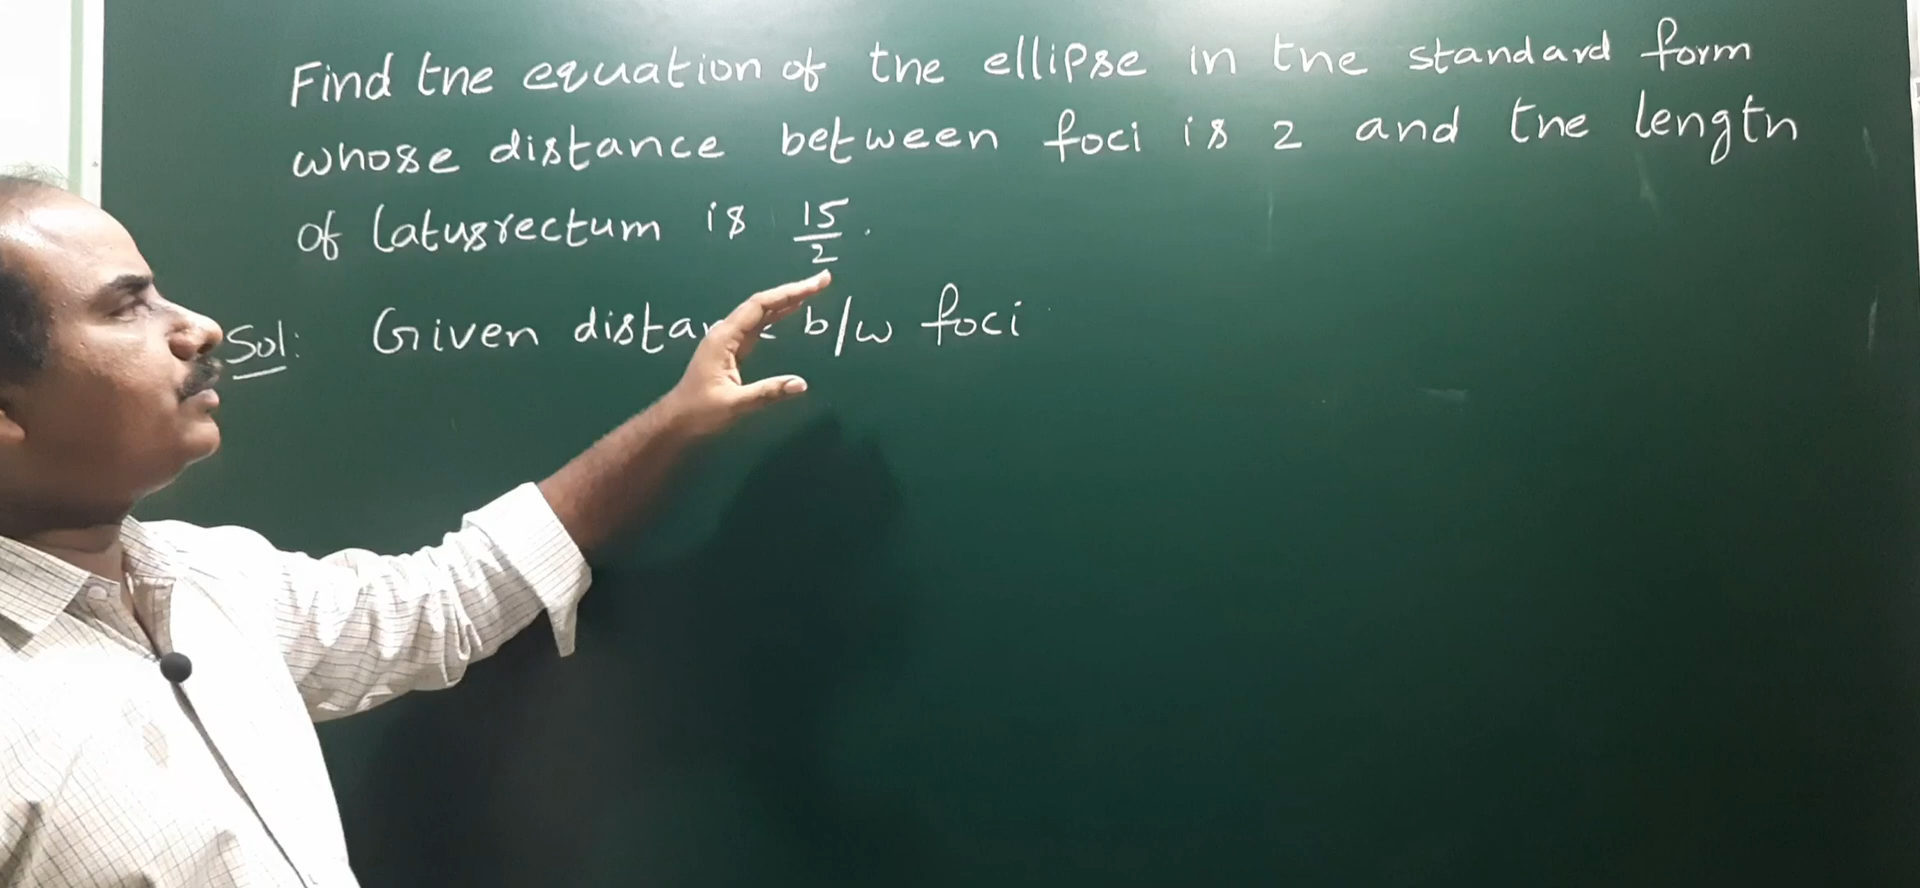 Find the equation of the ellipse in the standard form
whose distance between foci is 2 and the length
of latusrectum is 15/2.
Sol: Given b/w foci